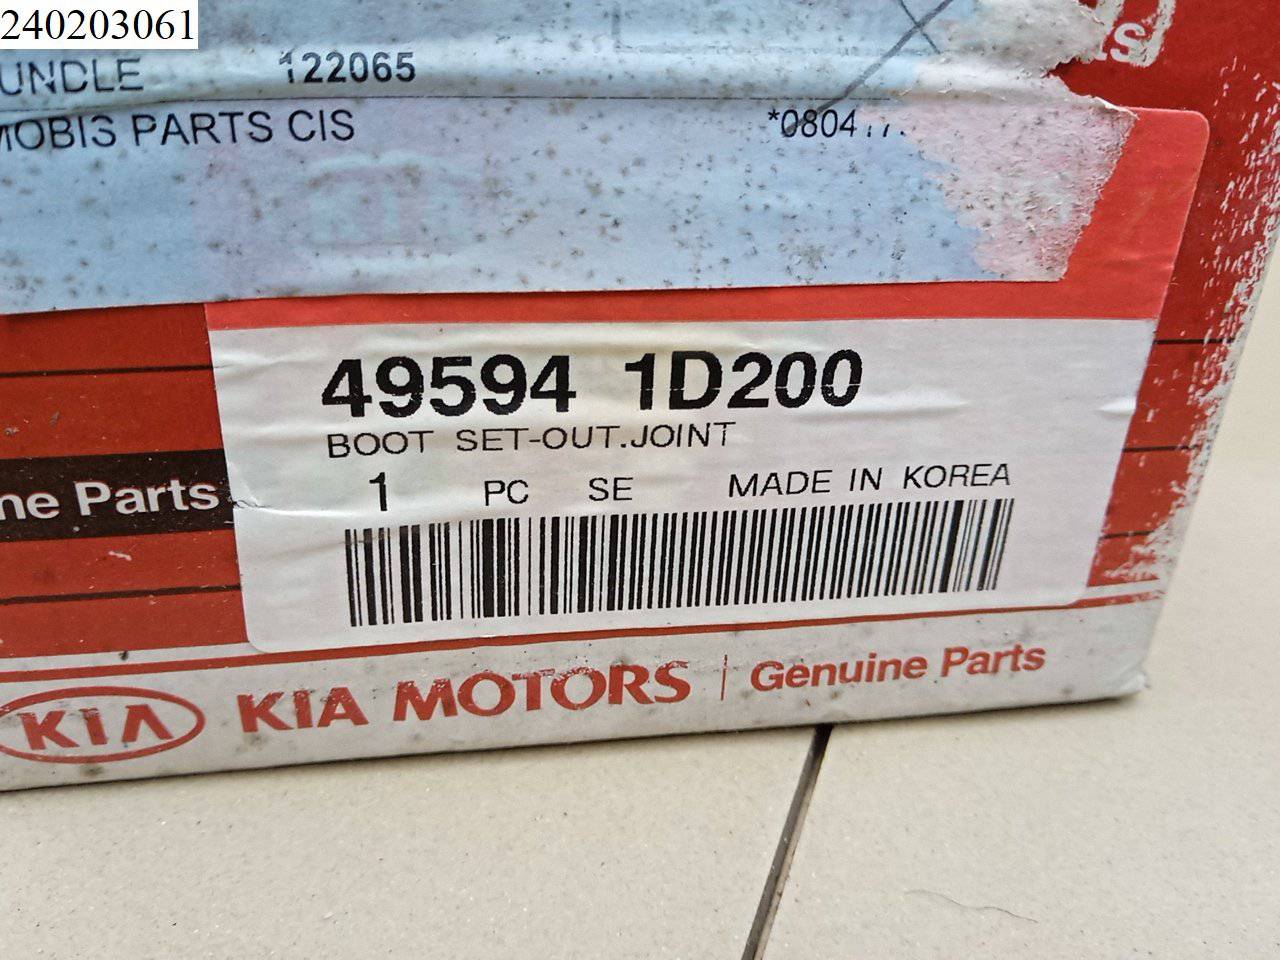 240203061
UNDLE 122065
MOBIS PARTS CIS *0804
S
49594 1D200
BOOT SET-OUT.JOINT
1 PC SE MADE IN KOREA
ne Parts
KIA KIA MOTORS | Genuine Parts